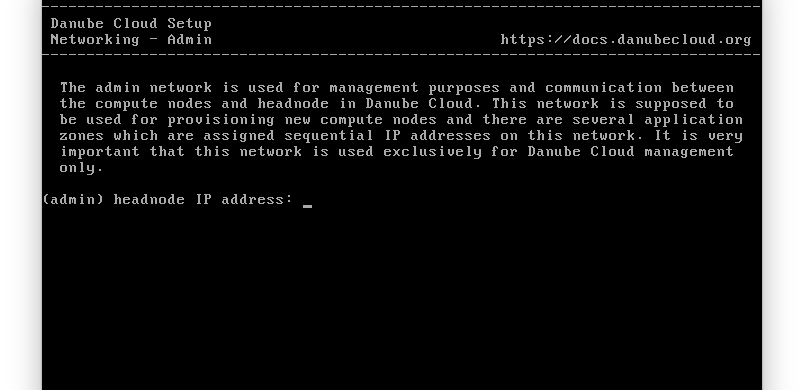 Danube Cloud Setup
Networking - Admin https://docs.danubecloud.org
The admin network is used for management purposes and communication between
the compute nodes and headnode in Danube Cloud. This network is supposed to
be used for provisioning new compute nodes and there are several application
zones which are assigned sequential IP addresses on this network. It is very
important that this network is used exclusively for Danube Cloud management
only.
(admin) headnode IP address: _